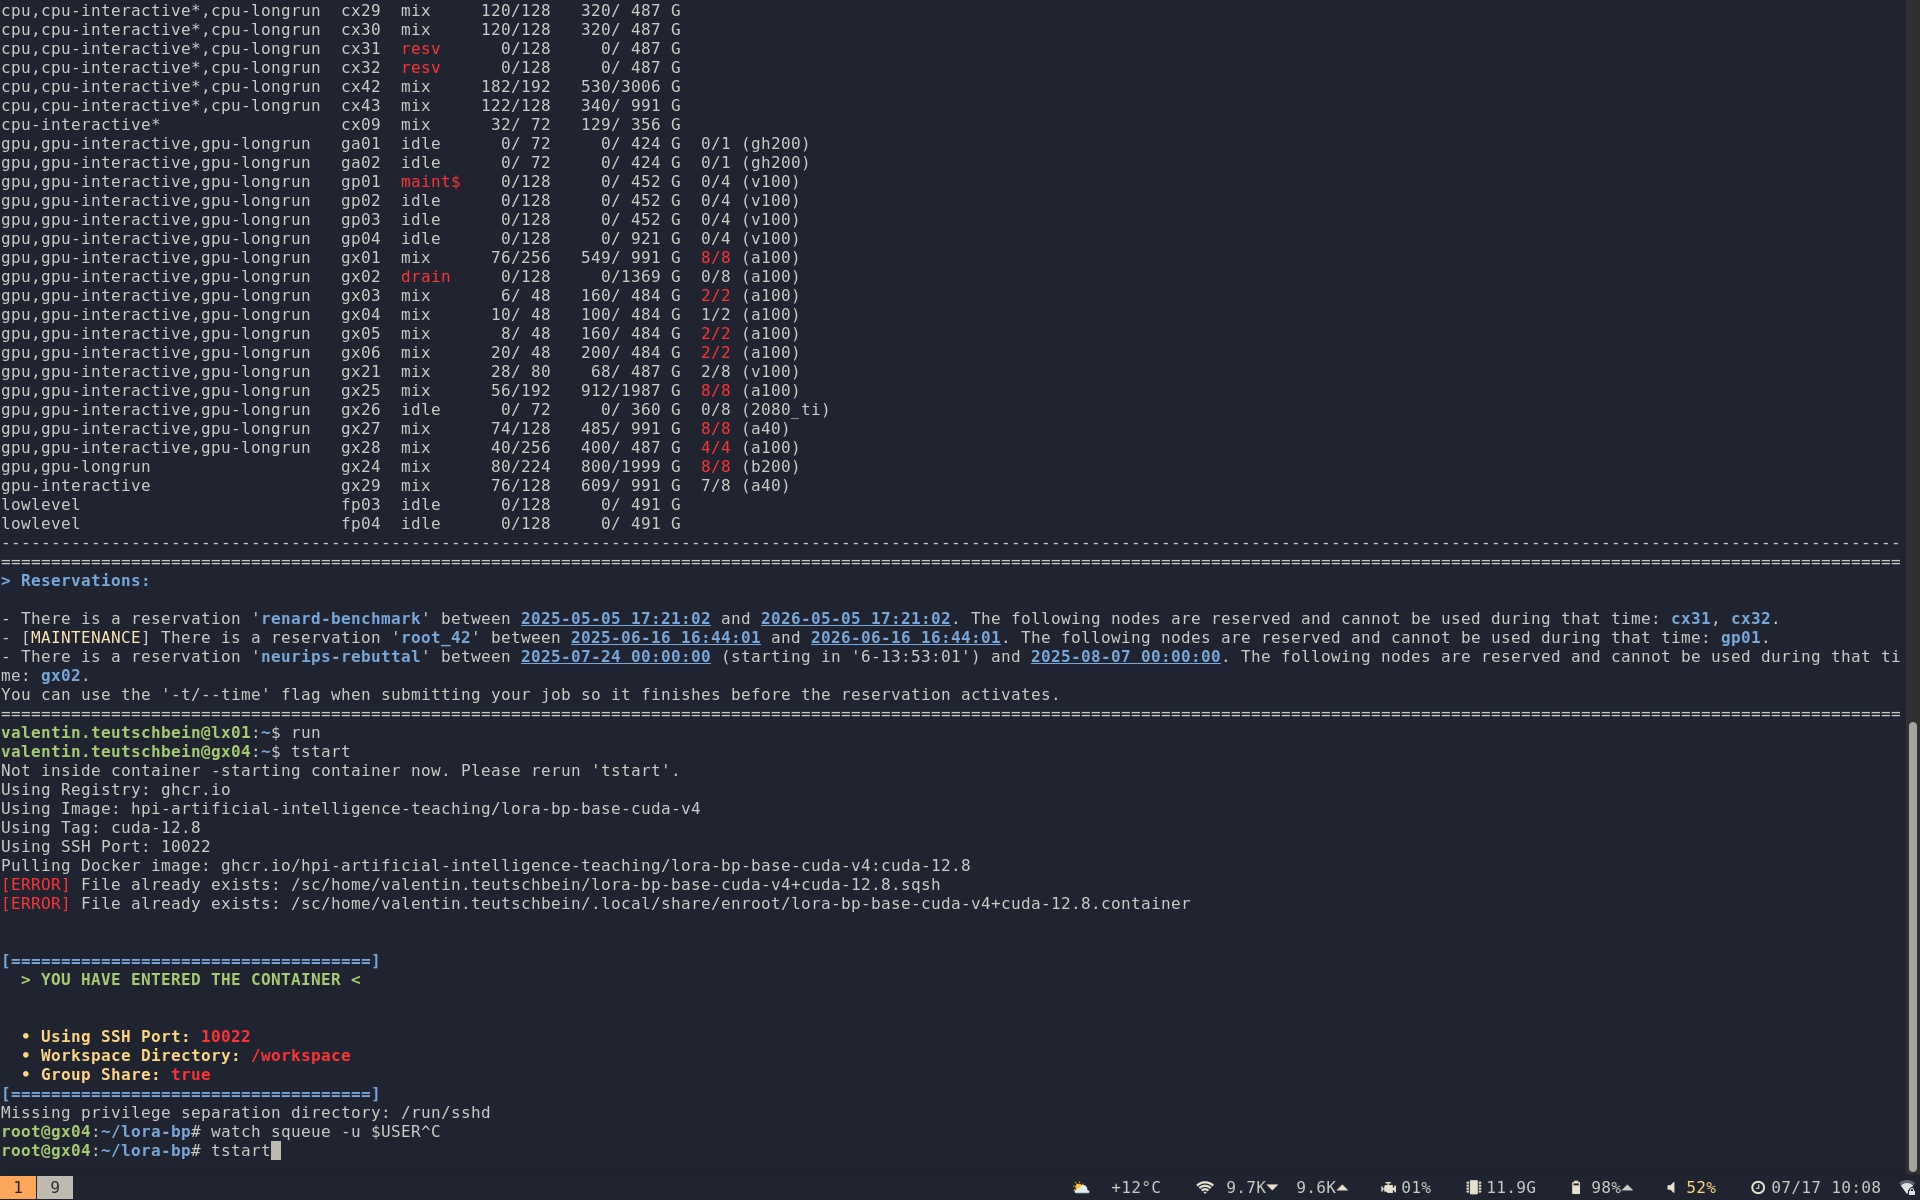 cpu,cpu-interactive*,cpu-longrun  cx29  mix     120/128   320/ 487 G
cpu,cpu-interactive*,cpu-longrun  cx30  mix     120/128   320/ 487 G
cpu,cpu-interactive*,cpu-longrun  cx31  resv      0/128     0/ 487 G
cpu,cpu-interactive*,cpu-longrun  cx32  resv      0/128     0/ 487 G
cpu,cpu-interactive*,cpu-longrun  cx42  mix     182/192   530/3006 G
cpu,cpu-interactive*,cpu-longrun  cx43  mix     122/128   340/ 991 G
cpu-interactive*                  cx09  mix      32/ 72   129/ 356 G
gpu,gpu-interactive,gpu-longrun   ga01  idle      0/ 72     0/ 424 G  0/1 (gh200)
gpu,gpu-interactive,gpu-longrun   ga02  idle      0/ 72     0/ 424 G  0/1 (gh200)
gpu,gpu-interactive,gpu-longrun   gp01  maint$    0/128     0/ 452 G  0/4 (v100)
gpu,gpu-interactive,gpu-longrun   gp02  idle      0/128     0/ 452 G  0/4 (v100)
gpu,gpu-interactive,gpu-longrun   gp03  idle      0/128     0/ 452 G  0/4 (v100)
gpu,gpu-interactive,gpu-longrun   gp04  idle      0/128     0/ 921 G  0/4 (v100)
gpu,gpu-interactive,gpu-longrun   gx01  mix      76/256   549/ 991 G  8/8 (a100)
gpu,gpu-interactive,gpu-longrun   gx02  drain     0/128     0/1369 G  0/8 (a100)
gpu,gpu-interactive,gpu-longrun   gx03  mix       6/ 48   160/ 484 G  2/2 (a100)
gpu,gpu-interactive,gpu-longrun   gx04  mix      10/ 48   100/ 484 G  1/2 (a100)
gpu,gpu-interactive,gpu-longrun   gx05  mix       8/ 48   160/ 484 G  2/2 (a100)
gpu,gpu-interactive,gpu-longrun   gx06  mix      20/ 48   200/ 484 G  2/2 (a100)
gpu,gpu-interactive,gpu-longrun   gx21  mix      28/ 80    68/ 487 G  2/8 (v100)
gpu,gpu-interactive,gpu-longrun   gx25  mix      56/192   912/1987 G  8/8 (a100)
gpu,gpu-interactive,gpu-longrun   gx26  idle      0/ 72     0/ 360 G  0/8 (2080_ti)
gpu,gpu-interactive,gpu-longrun   gx27  mix      74/128   485/ 991 G  8/8 (a40)
gpu,gpu-interactive,gpu-longrun   gx28  mix      40/256   400/ 487 G  4/4 (a100)
gpu,gpu-longrun                   gx24  mix      80/224   800/1999 G  8/8 (b200)
gpu-interactive                   gx29  mix      76/128   609/ 991 G  7/8 (a40)
lowlevel                          fp03  idle      0/128     0/ 491 G
lowlevel                          fp04  idle      0/128     0/ 491 G
> Reservations:
- There is a reservation 'renard-benchmark' between 2025-05-05 17:21:02 and 2026-05-05 17:21:02. The following nodes are reserved and cannot be used during that time: cx31, cx32.
- [MAINTENANCE] There is a reservation 'root_42' between 2025-06-16 16:44:01 and 2026-06-16 16:44:01. The following nodes are reserved and cannot be used during that time: gp01.
- There is a reservation 'neurips-rebuttal' between 2025-07-24 00:00:00 (starting in '6-13:53:01') and 2025-08-07 00:00:00. The following nodes are reserved and cannot be used during that ti
me: gx02.
You can use the '-t/--time' flag when submitting your job so it finishes before the reservation activates.
valentin.teutschbein@lx01:~$ run
valentin.teutschbein@gx04:~$ tstart
Not inside container -starting container now. Please rerun 'tstart'.
Using Registry: ghcr.io
Using Image: hpi-artificial-intelligence-teaching/lora-bp-base-cuda-v4
Using Tag: cuda-12.8
Using SSH Port: 10022
Pulling Docker image: ghcr.io/hpi-artificial-intelligence-teaching/lora-bp-base-cuda-v4:cuda-12.8
[ERROR] File already exists: /sc/home/valentin.teutschbein/lora-bp-base-cuda-v4+cuda-12.8.sqsh
[ERROR] File already exists: /sc/home/valentin.teutschbein/.local/share/enroot/lora-bp-base-cuda-v4+cuda-12.8.container
[====================================]
> YOU HAVE ENTERED THE CONTAINER <
• Using SSH Port: 10022
• Workspace Directory: /workspace
• Group Share: true
[====================================]
Missing privilege separation directory: /run/sshd
root@gx04:~/lora-bp# watch squeue -u $USER^C
root@gx04:~/lora-bp# tstart
1 9 +12°C 9.7K 9.6K 01% 11.9G 98% 52% 07/17 10:08